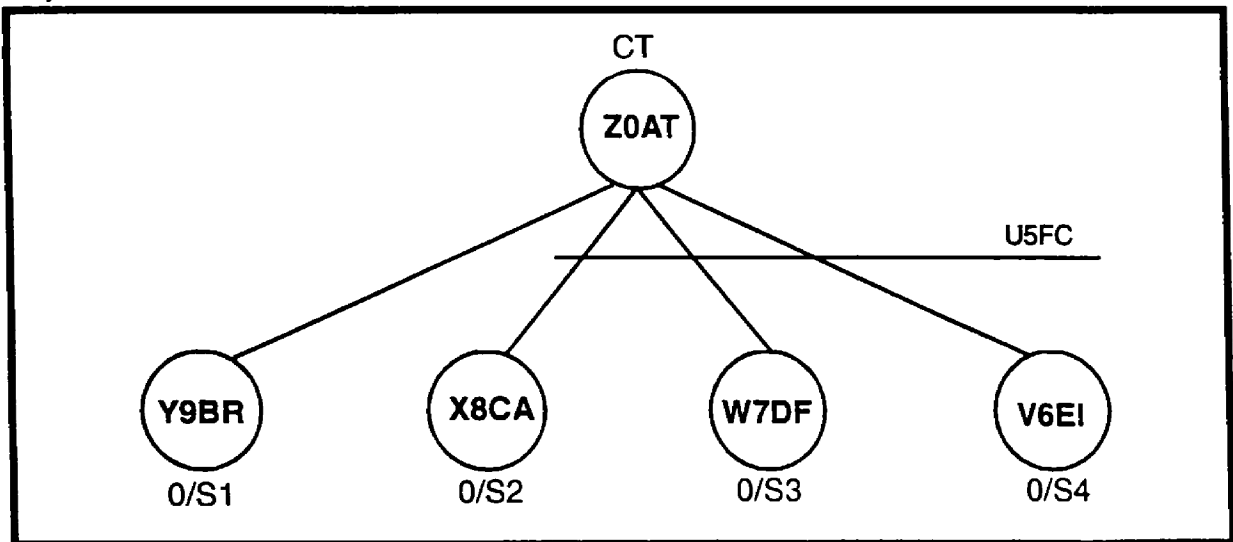 CT
Z0AT
U5FC
Y9BR
X8CA
W7DF
V6EI
0/S1
0/S2
0/S3
0/S4